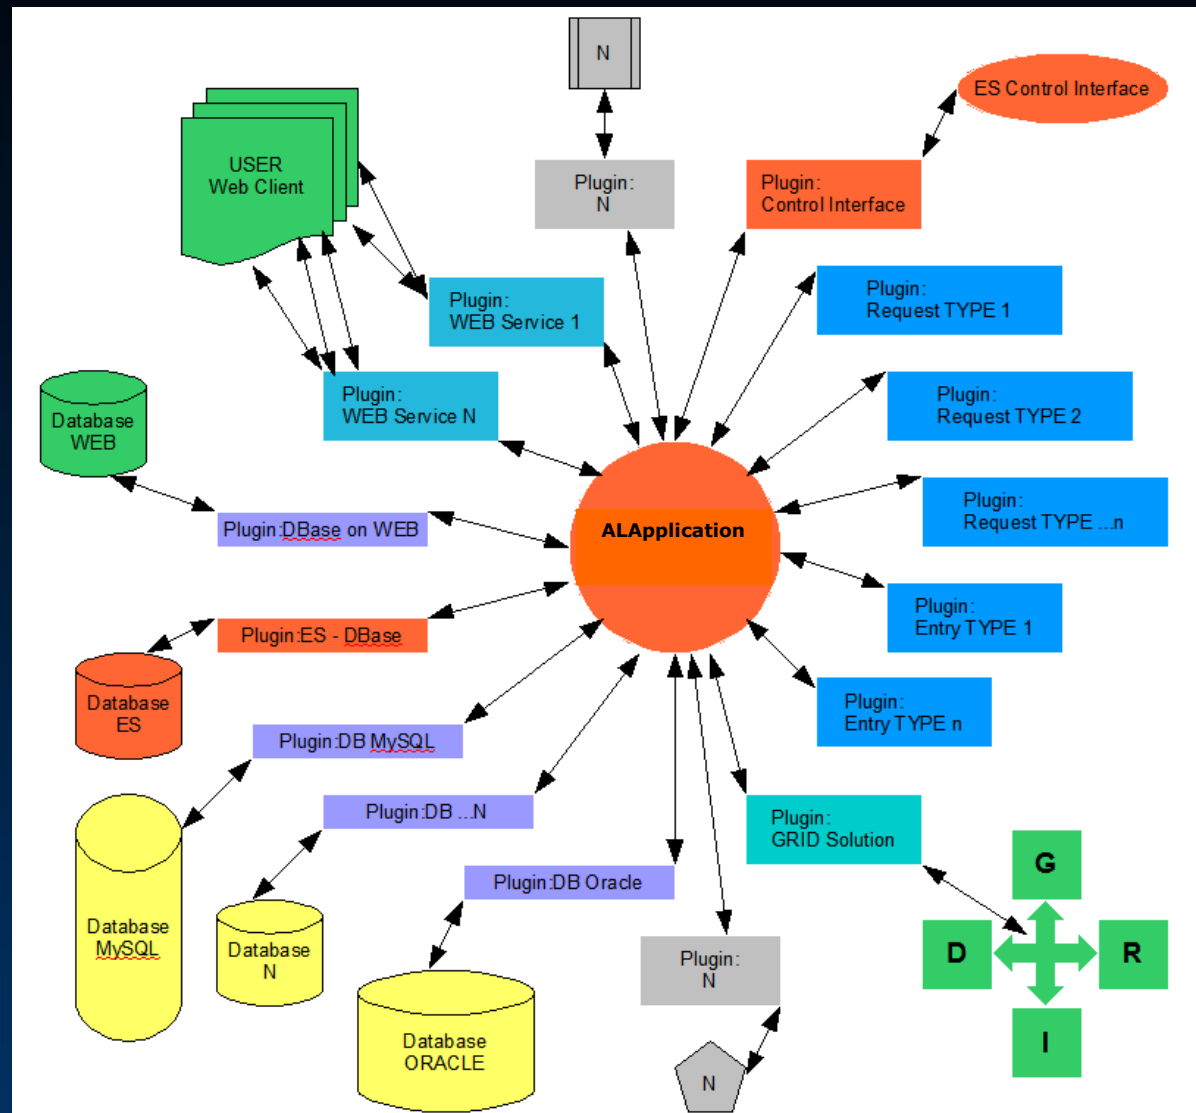 N
ES Control Interface
USER
Web Client
Plugin:
N
Plugin:
Control Interface
Plugin:
WEB Service 1
Plugin:
Request TYPE 1
Plugin:
WEB Service N
Plugin:
Request TYPE 2
Database
WEB
Plugin:DBase on WEB
ALApplication
Plugin:
Request TYPE ...n
Plugin:
Entry TYPE 1
Plugin:ES - DBase
Database
ES
Plugin:
Entry TYPE n
Plugin:DB MySQL
Plugin:DB ...N
Plugin:
GRID Solution
Plugin:DB Oracle
G
D
R
I
Database
MySQL
Database
N
Plugin:
N
Database
ORACLE
N